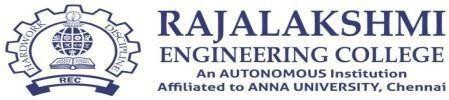 HARDWORK
DISCIPLINE
REC
RAJALAKSHMI
ENGINEERING COLLEGE
An AUTONOMOUS Institution
Affiliated to ANNA UNIVERSITY, Chennai